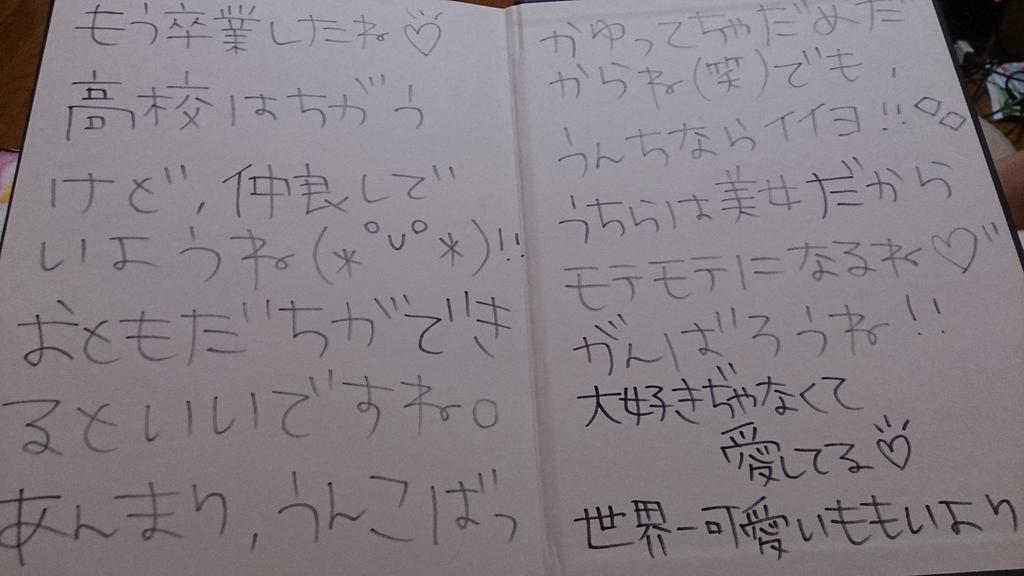 もう卒業したね♡
高校はちがう
けど、仲良しで
いようね(*°∪°*)!!
おともだちができ
るといいですね。
あんまり、うんこばっ
かゆってちゃだめだ
からね(笑)でも、
うんちならイイヨ!!◇◇
うちらは美女だから
モテモテになるね♡
がんばろうね!!
大好きぢゃなくて
愛してる♡
世界一可愛いももいより